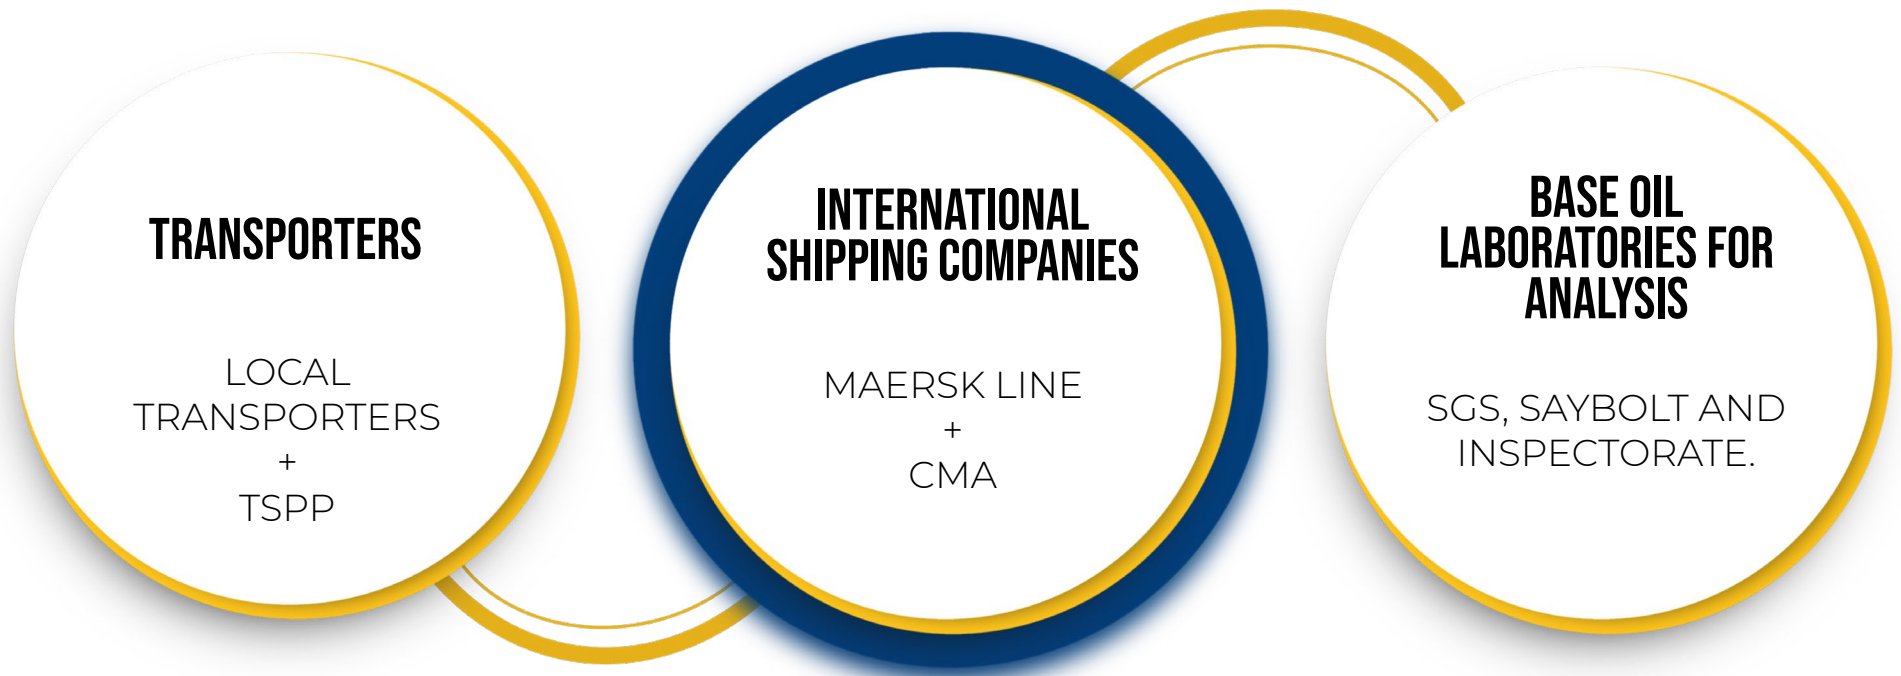 TRANSPORTERS
LOCAL
TRANSPORTERS
+
TSPP
INTERNATIONAL
SHIPPING COMPANIES
MAERSK LINE
+
CMA
BASE OIL
LABORATORIES FOR
ANALYSIS
SGS, SAYBOLT AND
INSPECTORATE.